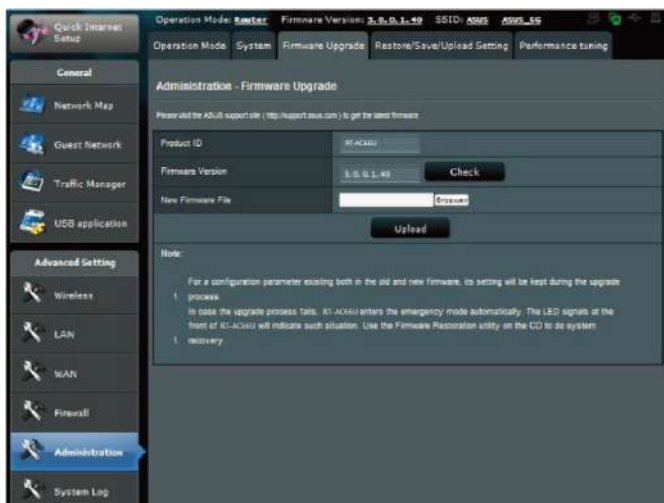 Quick Internet
Setup
Operation Mode: Router Firmware Version: 3.0.0.1.40 SSID: ASUS ASUS_5G
Operation Mode System Firmware Upgrade Restore/Save/Upload Setting Performance tuning
General
Network Map
Guest Network
Traffic Manager
USB application
Advanced Setting
Wireless
LAN
WAN
Firewall
Administration
System Log
Administration - Firmware Upgrade
Please visit the ASUS support site ( http://support.asus.com ) to get the latest firmware.
Product ID RT-AC66U
Firmware Version 3.0.0.1.40 Check
New Firmware File Browser
Upload
Note:
For a configuration parameter existing both in the old and new firmware, its setting will be kept during the upgrade
1. process.
In case the upgrade process fails, RT-AC66U enters the emergency mode automatically. The LED signals at the
front of RT-AC66U will indicate such situation. Use the Firmware Restoration utility on the CD to do system
1. recovery.